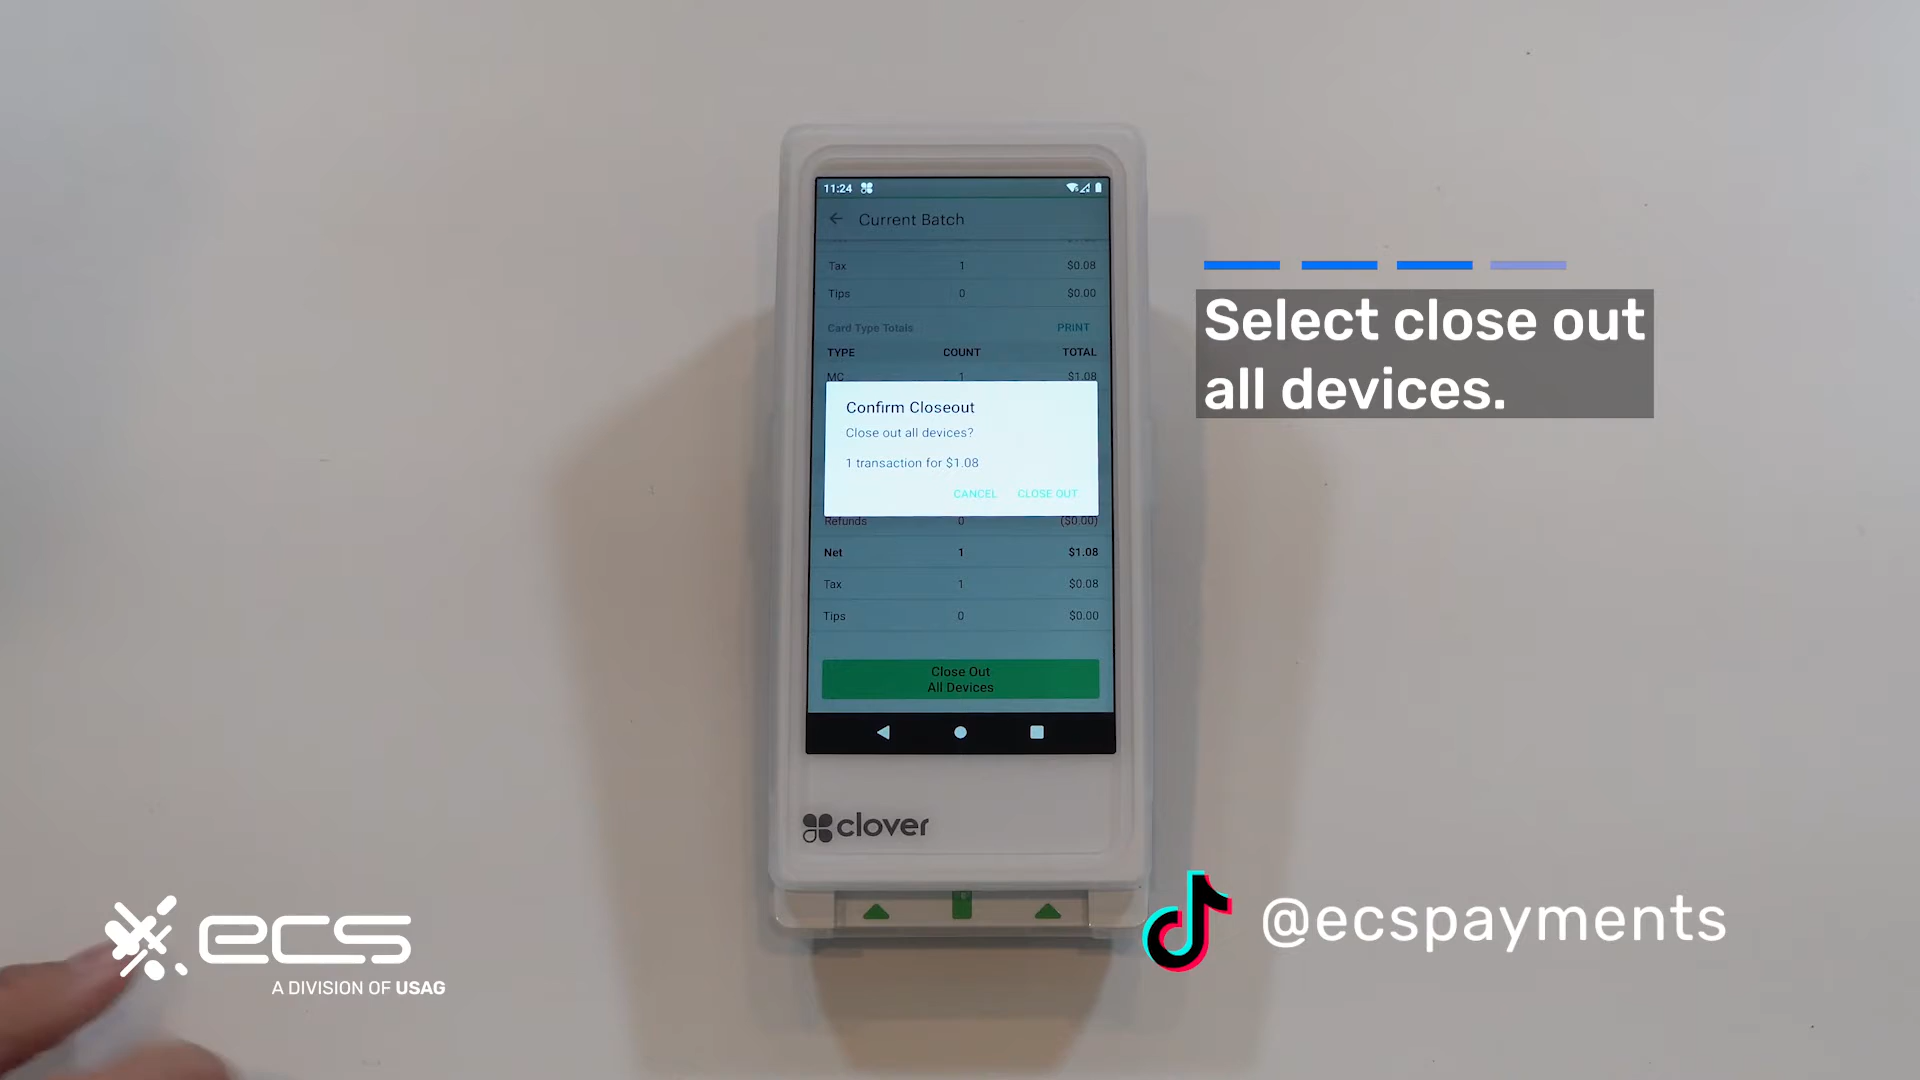 11:24
Current Batch
Tax 1 $0.08
Tips 0 $0.00
Card Type Totals PRINT
TYPE COUNT TOTAL
MC 1 $1.08
Confirm Closeout
Close out all devices?
1 transaction for $1.08
CANCEL CLOSE OUT
Refunds 0 ($0.00)
Net 1 $1.08
Tax 1 $0.08
Tips 0 $0.00
Close Out
All Devices
clover
Select close out
all devices.
ecs
A DIVISION OF USAG
@ecspayments